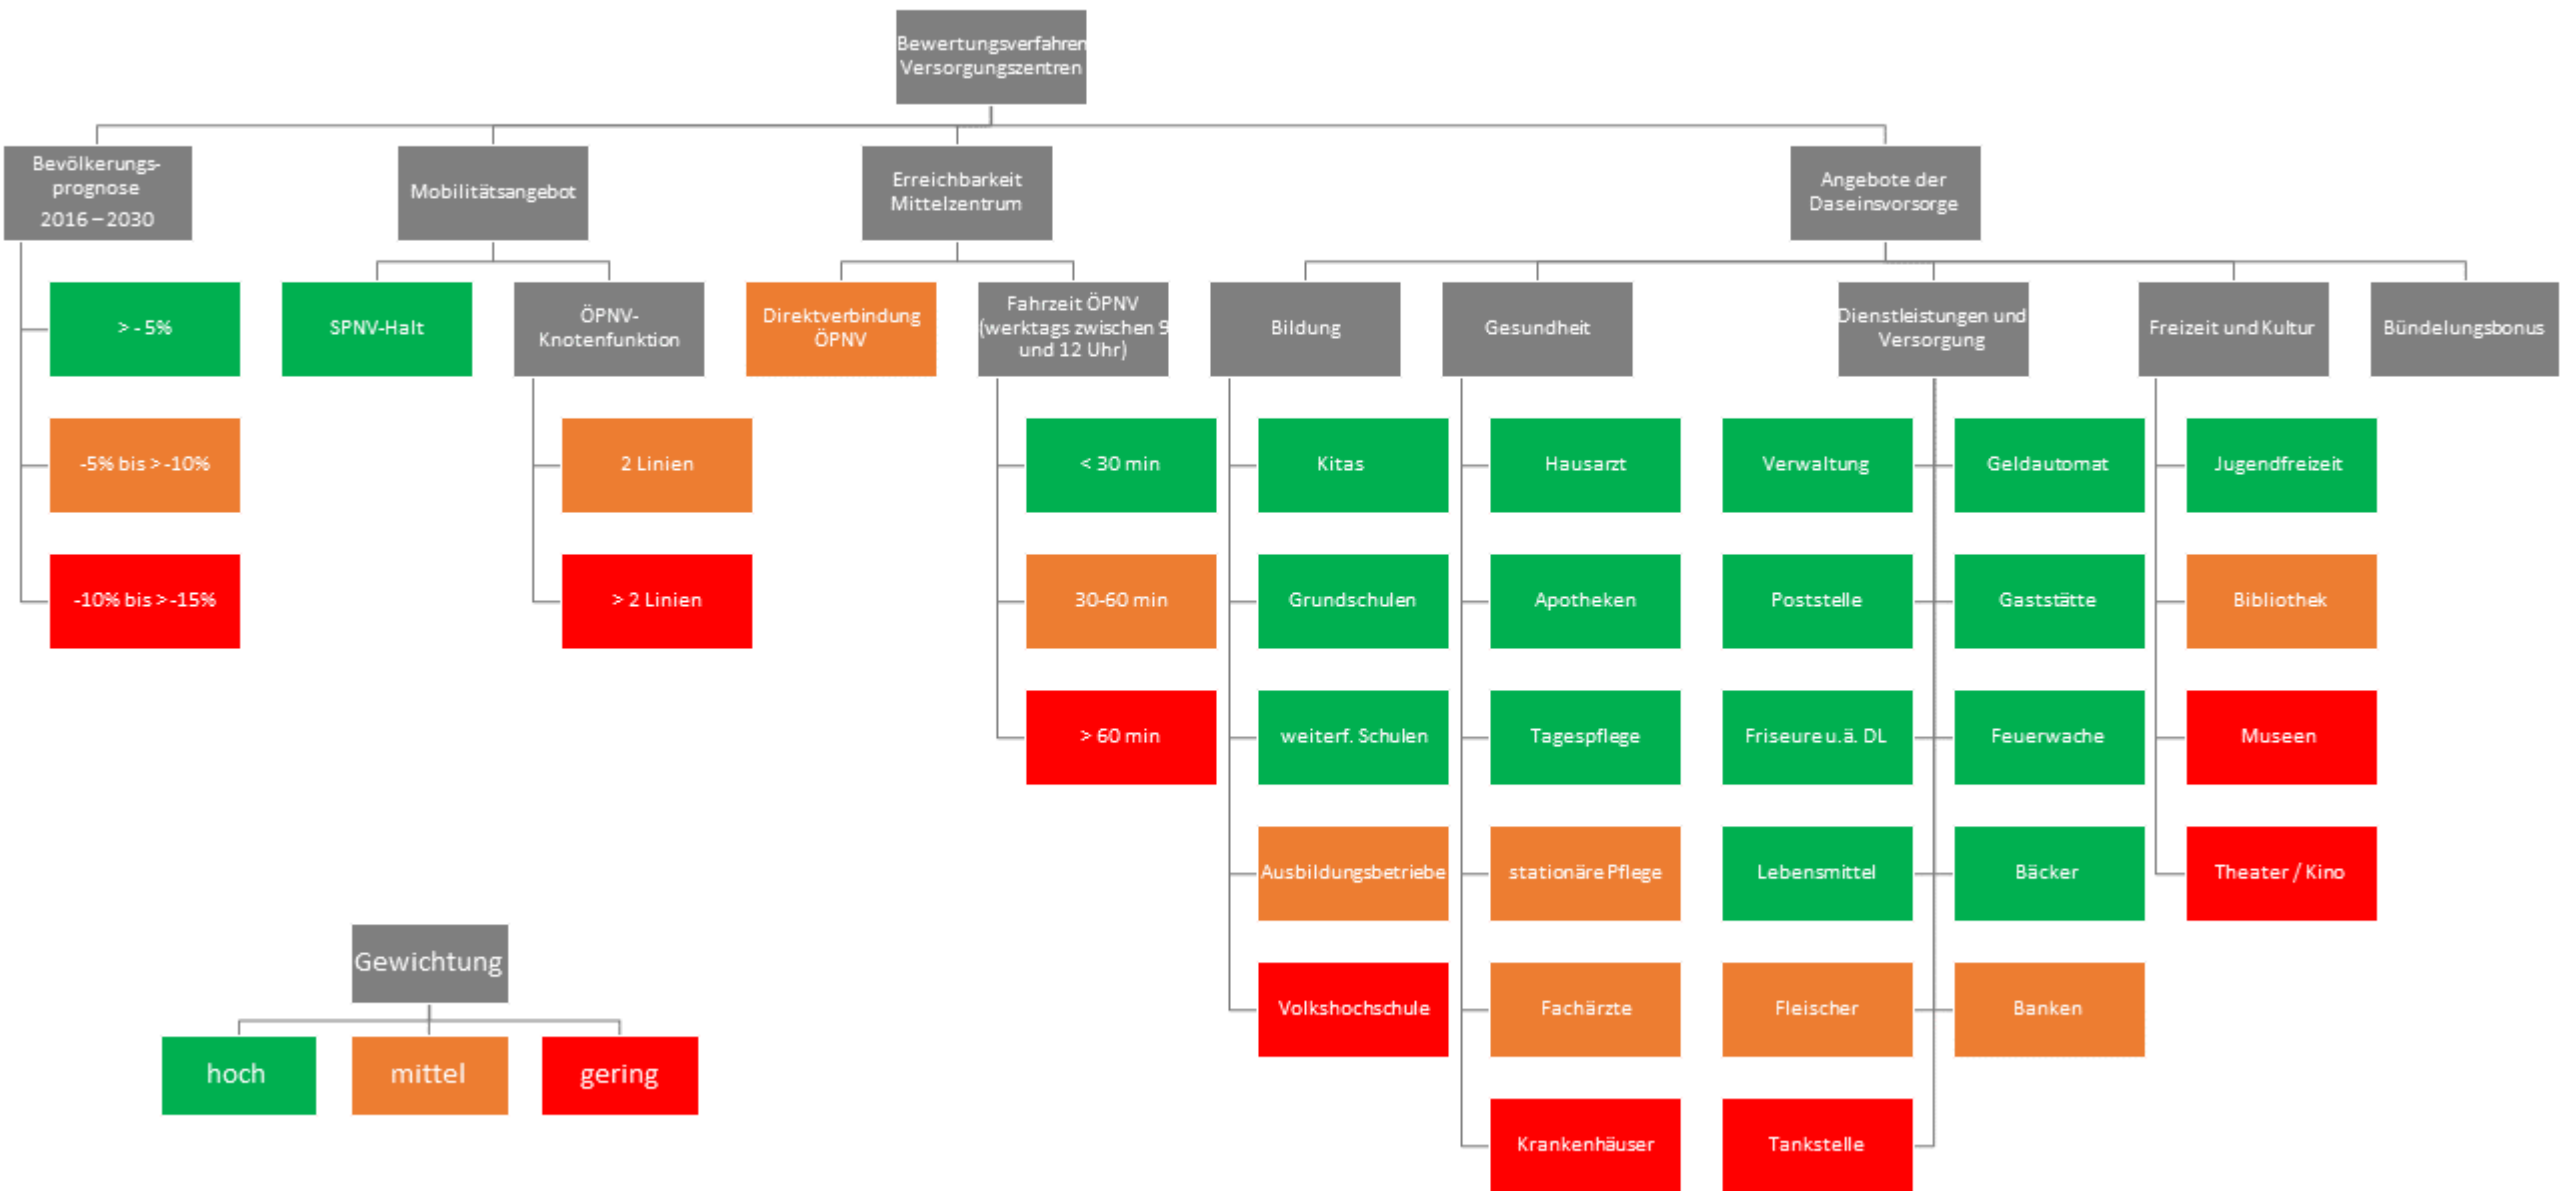 Bewertungsverfahren
Versorgungszentren
Bevölkerungs-
prognose
2016 – 2030
Mobilitätsangebot
Erreichbarkeit
Mittelzentrum
Angebote der
Daseinsvorsorge
> - 5%
SPNV-Halt
ÖPNV-
Knotenfunktion
Direktverbindung
ÖPNV
Fahrzeit ÖPNV
(werktags zwischen 9
und 12 Uhr)
Bildung
Gesundheit
Dienstleistungen und
Versorgung
Freizeit und Kultur
Bündelungsbonus
-5% bis > -10%
2 Linien
< 30 min
Kitas
Hausarzt
Verwaltung
Geldautomat
Jugendfreizeit
-10% bis > -15%
> 2 Linien
30-60 min
Grundschulen
Apotheken
Poststelle
Gaststätte
Bibliothek
> 60 min
weiterf. Schulen
Tagespflege
Friseure u.ä. DL
Feuerwache
Museen
Ausbildungsbetriebe
stationäre Pflege
Lebensmittel
Bäcker
Theater / Kino
Volkshochschule
Fachärzte
Fleischer
Banken
Krankenhäuser
Tankstelle
Gewichtung
hoch
mittel
gering